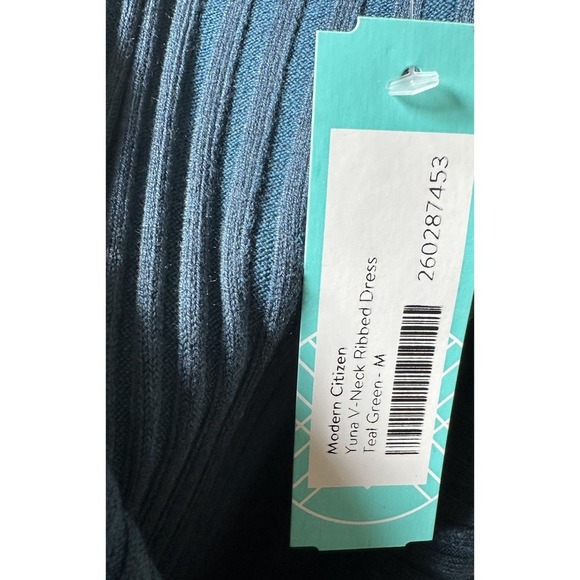 Modern Citizen
Yuna V-Neck Ribbed Dress
Teal Green - M
260287453